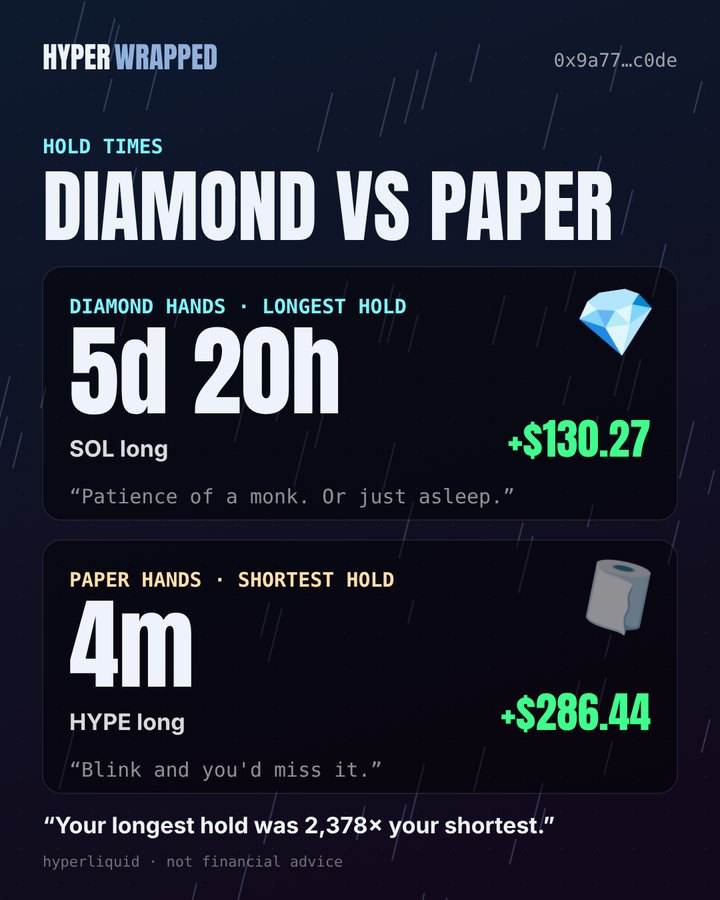 HYPERWRAPPED
0x9a77…c0de
HOLD TIMES
DIAMOND VS PAPER
DIAMOND HANDS · LONGEST HOLD
5d 20h
SOL long
+$130.27
“Patience of a monk. Or just asleep.”
PAPER HANDS · SHORTEST HOLD
4m
HYPE long
+$286.44
“Blink and you'd miss it.”
“Your longest hold was 2,378× your shortest.”
hyperliquid · not financial advice